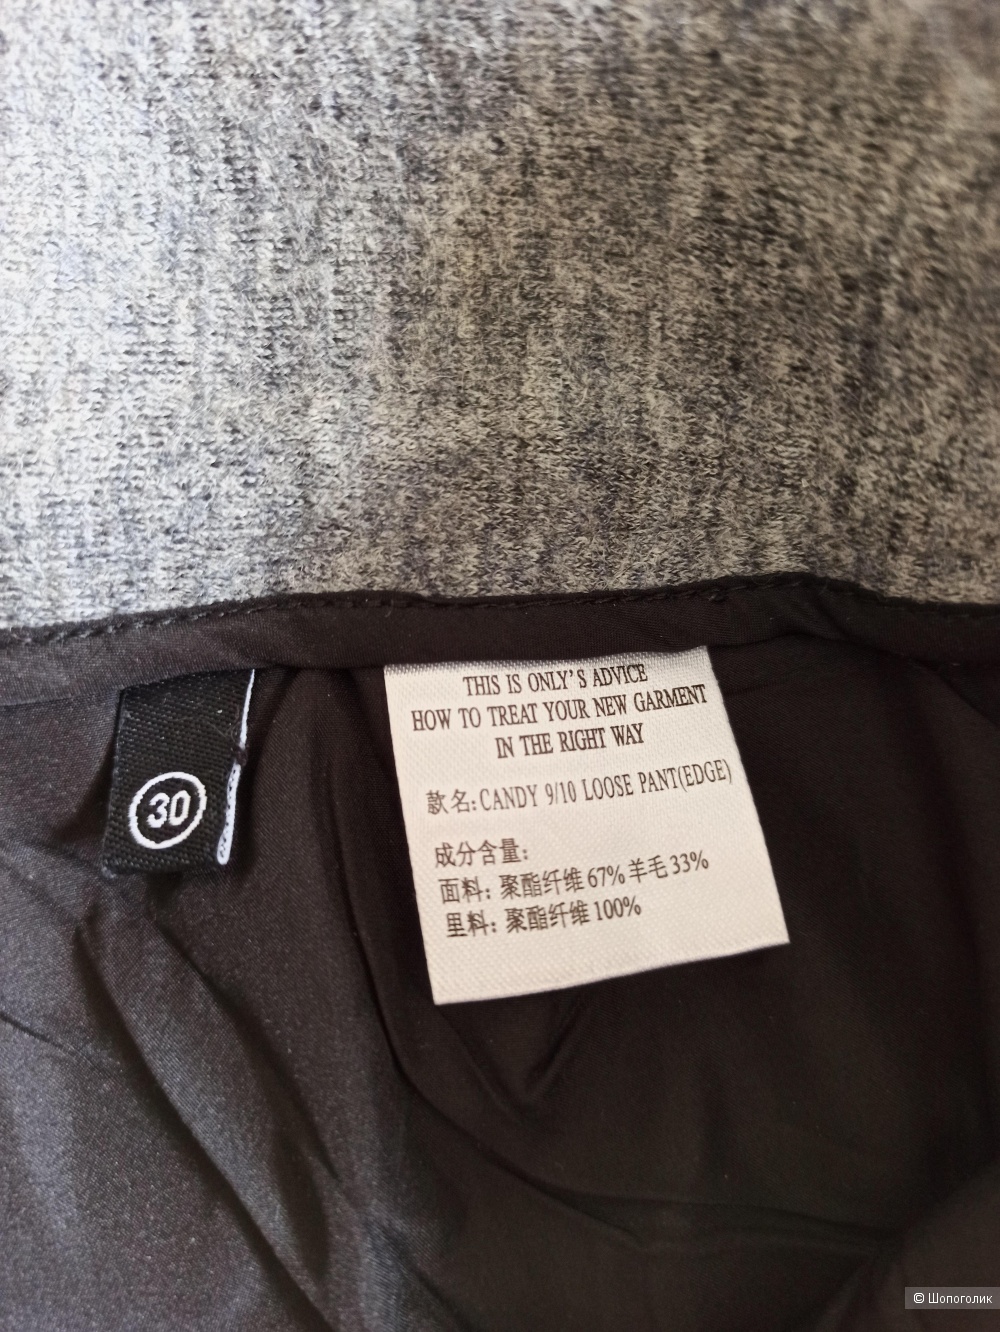 THIS IS ONLY'S ADVICE
HOW TO TREAT YOUR NEW GARMENT
IN THE RIGHT WAY
款名:CANDY 9/10 LOOSE PANT(EDGE)
成分含量:
面料: 聚酯纤维 67% 羊毛 33%
里料: 聚酯纤维 100%
30
© Шопоголик